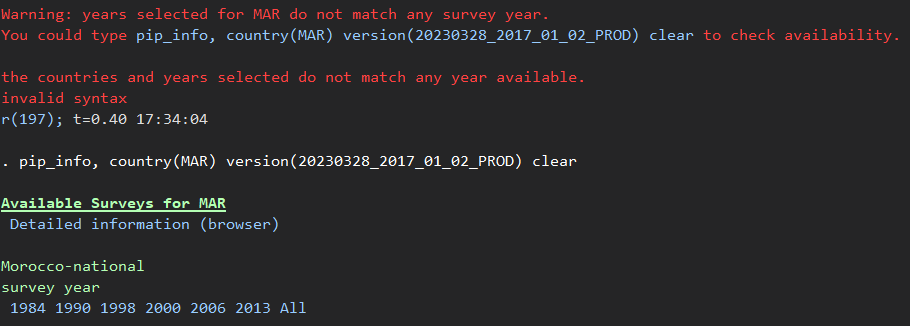 Warning: years selected for MAR do not match any survey year.
You could type pip_info, country(MAR) version(20230328_2017_01_02_PROD) clear to check availability.
the countries and years selected do not match any year available.
invalid syntax
r(197); t=0.40 17:34:04
. pip_info, country(MAR) version(20230328_2017_01_02_PROD) clear
Available Surveys for MAR
Detailed information (browser)
Morocco-national
survey year
1984 1990 1998 2000 2006 2013 All